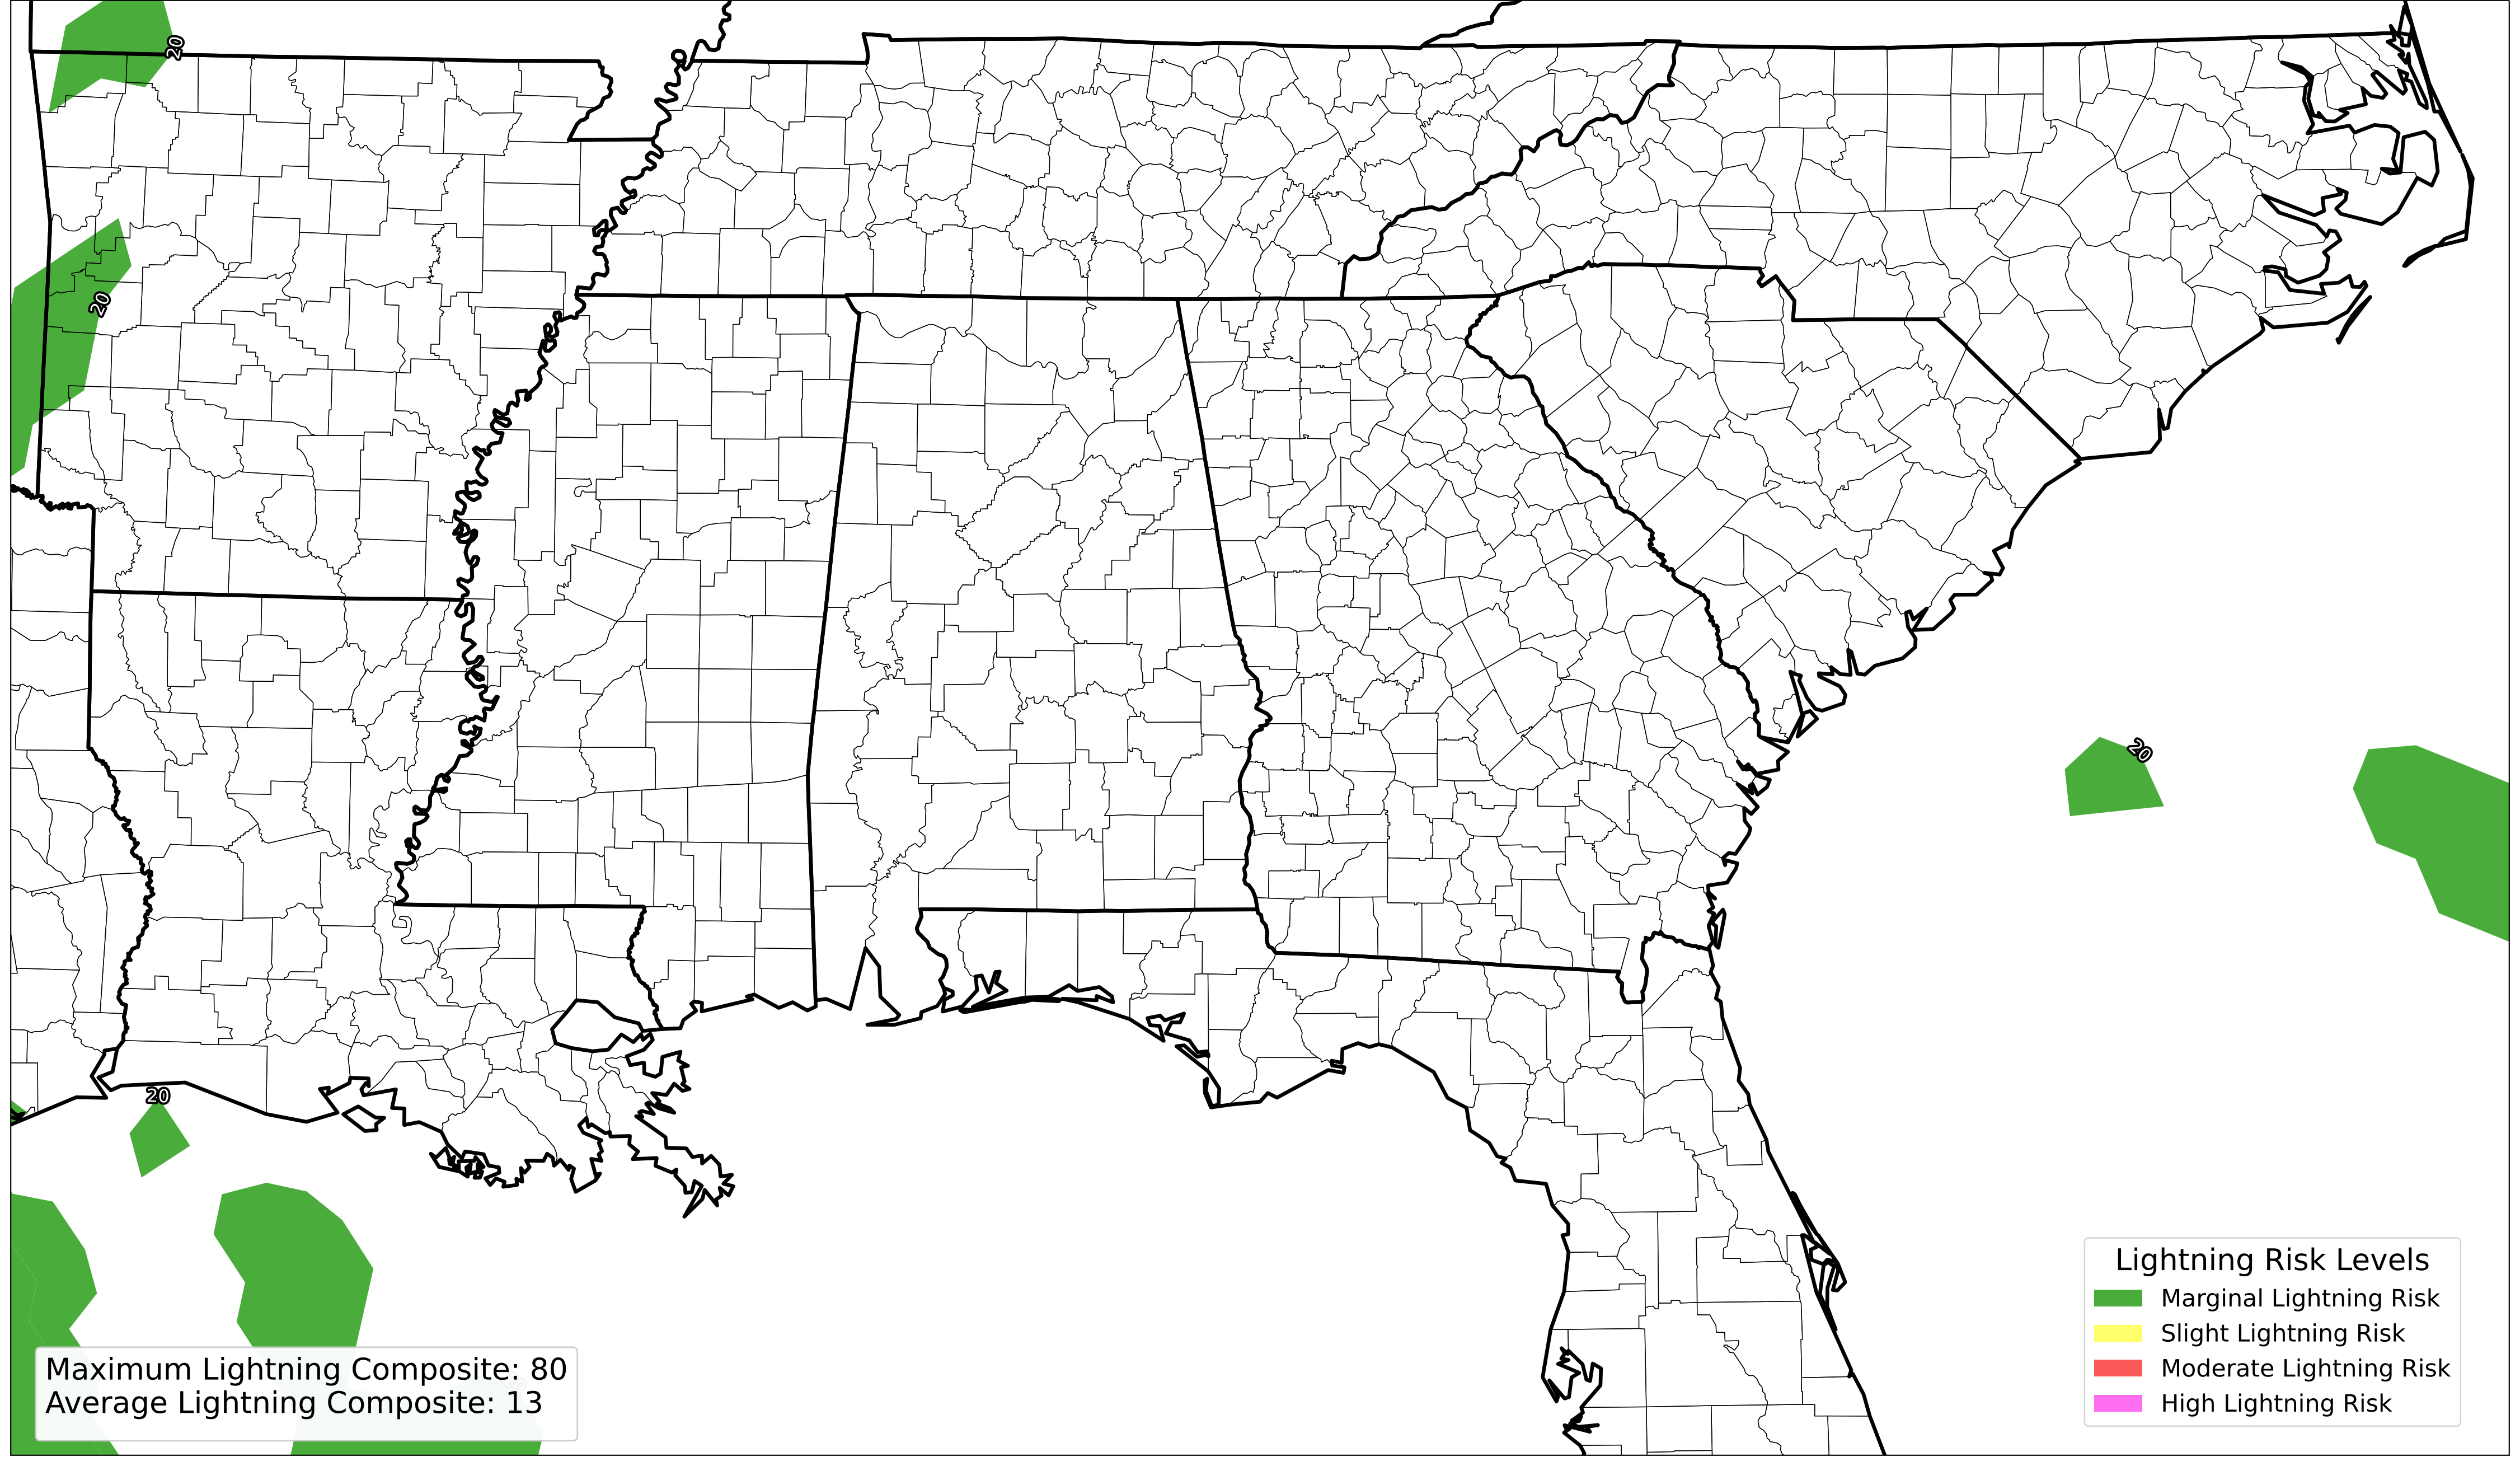 20
20
20
20
Lightning Risk Levels
Marginal Lightning Risk
Slight Lightning Risk
Moderate Lightning Risk
High Lightning Risk
Maximum Lightning Composite: 80
Average Lightning Composite: 13